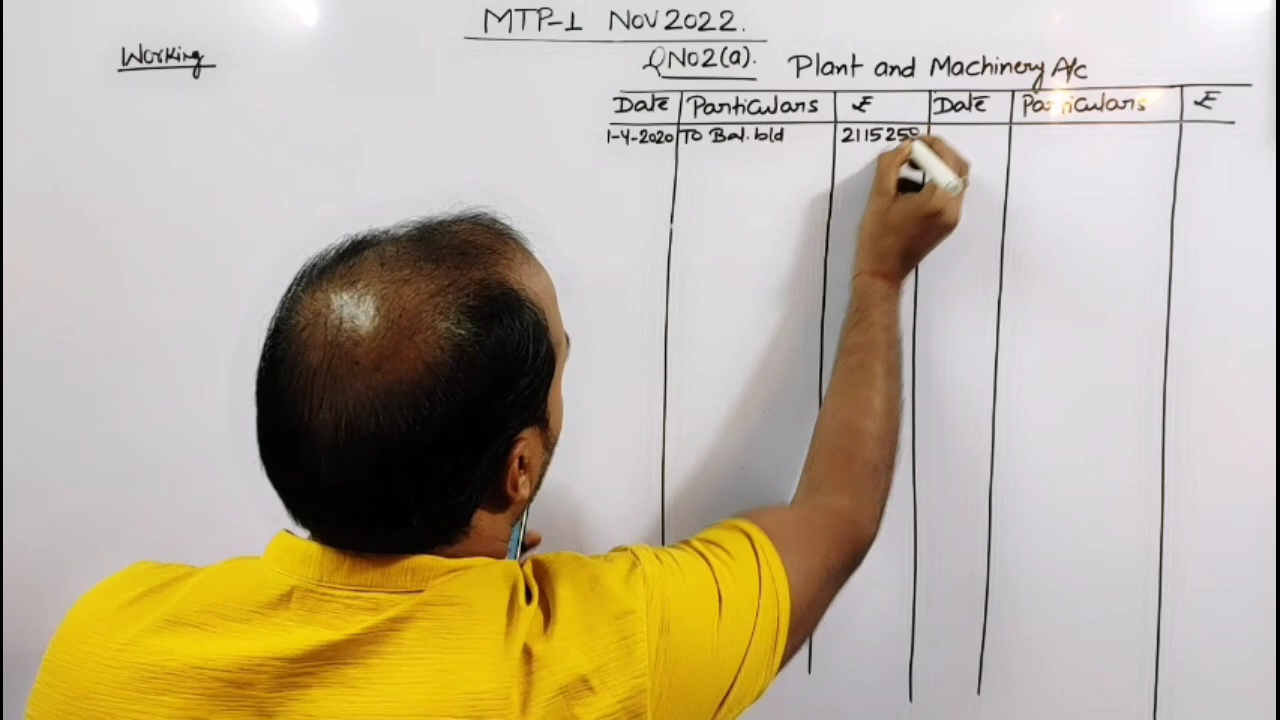 MTP-1 Nov 2022.
Working
QNo2(a). Plant and Machinery A/c
Date Particulars ₹ Date Particulars ₹
1-4-2020 To Bal. b/d 2115250